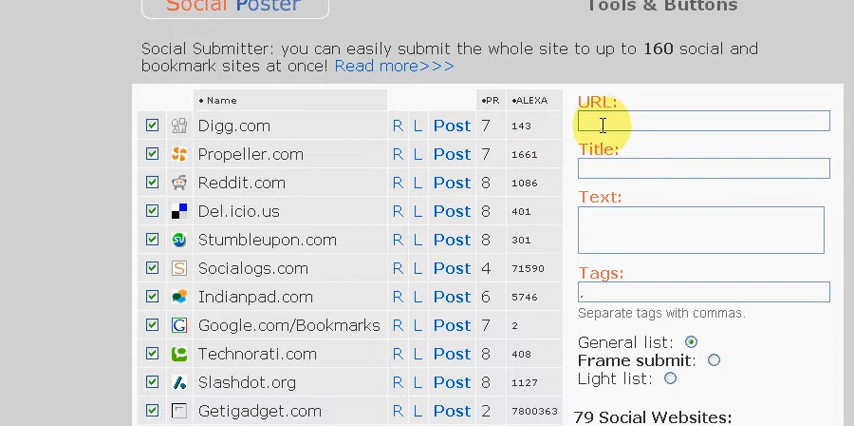 Social Poster
Tools & Buttons
Social Submitter: you can easily submit the whole site to up to 160 social and
bookmark sites at once! Read more>>>
• Name •PR •ALEXA
Digg.com R L Post 7 143
Propeller.com R L Post 7 1661
Reddit.com R L Post 8 1086
Del.icio.us R L Post 8 401
Stumbleupon.com R L Post 8 301
Socialogs.com R L Post 4 71590
Indianpad.com R L Post 6 5746
Google.com/Bookmarks R L Post 7 2
Technorati.com R L Post 8 408
Slashdot.org R L Post 8 1127
Getigadget.com R L Post 2 7800363
URL:
Title:
Text:
Tags:
,
Separate tags with commas.
General list:
Frame submit:
Light list:
79 Social Websites: